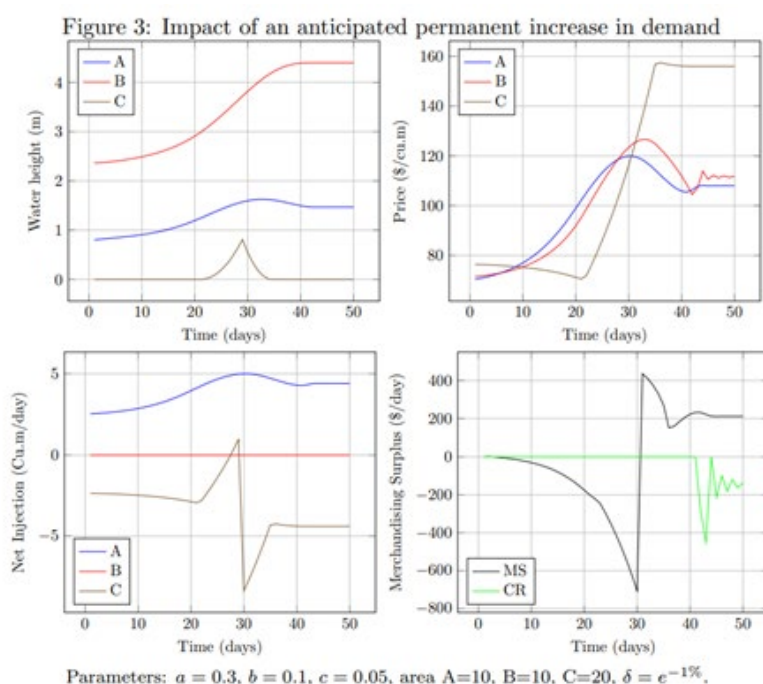 Figure 3: Impact of an anticipated permanent increase in demand
A
B
C
4
2
0
Water height (m)
0 10 20 30 40 50
Time (days)
A
B
C
160
140
120
100
80
Price ($/cu.m)
0 10 20 30 40 50
Time (days)
5
0
−5
Net Injection (Cu.m/day)
A
B
C
0 10 20 30 40 50
Time (days)
400
200
0
−200
−400
−600
−800
Merchandising Surplus ($/day)
MS
CR
0 10 20 30 40 50
Time (days)
Parameters: a = 0.3, b = 0.1, c = 0.05, area A=10, B=10, C=20, δ = e^{−1%}.